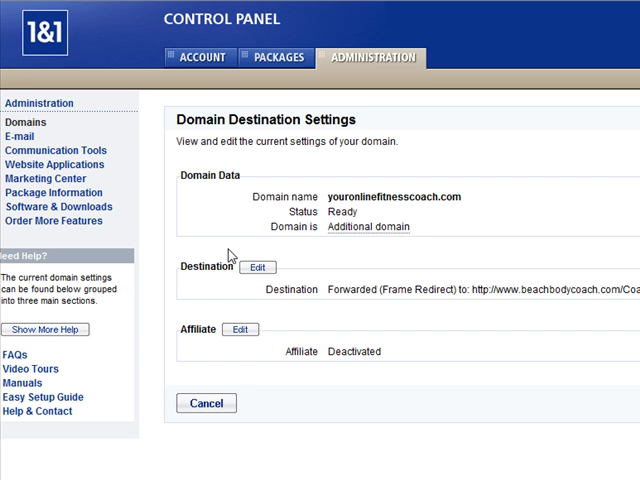 1&1
CONTROL PANEL
ACCOUNT
PACKAGES
ADMINISTRATION
Administration
Domains
E-mail
Communication Tools
Website Applications
Marketing Center
Package Information
Software & Downloads
Order More Features
Need Help?
The current domain settings
can be found below grouped
into three main sections.
Show More Help
FAQs
Video Tours
Manuals
Easy Setup Guide
Help & Contact
Domain Destination Settings
View and edit the current settings of your domain.
Domain Data
Domain name youronlinefitnesscoach.com
Status Ready
Domain is Additional domain
Destination Edit
Destination Forwarded (Frame Redirect) to: http://www.beachbodycoach.com/Coa
Affiliate Edit
Affiliate Deactivated
Cancel